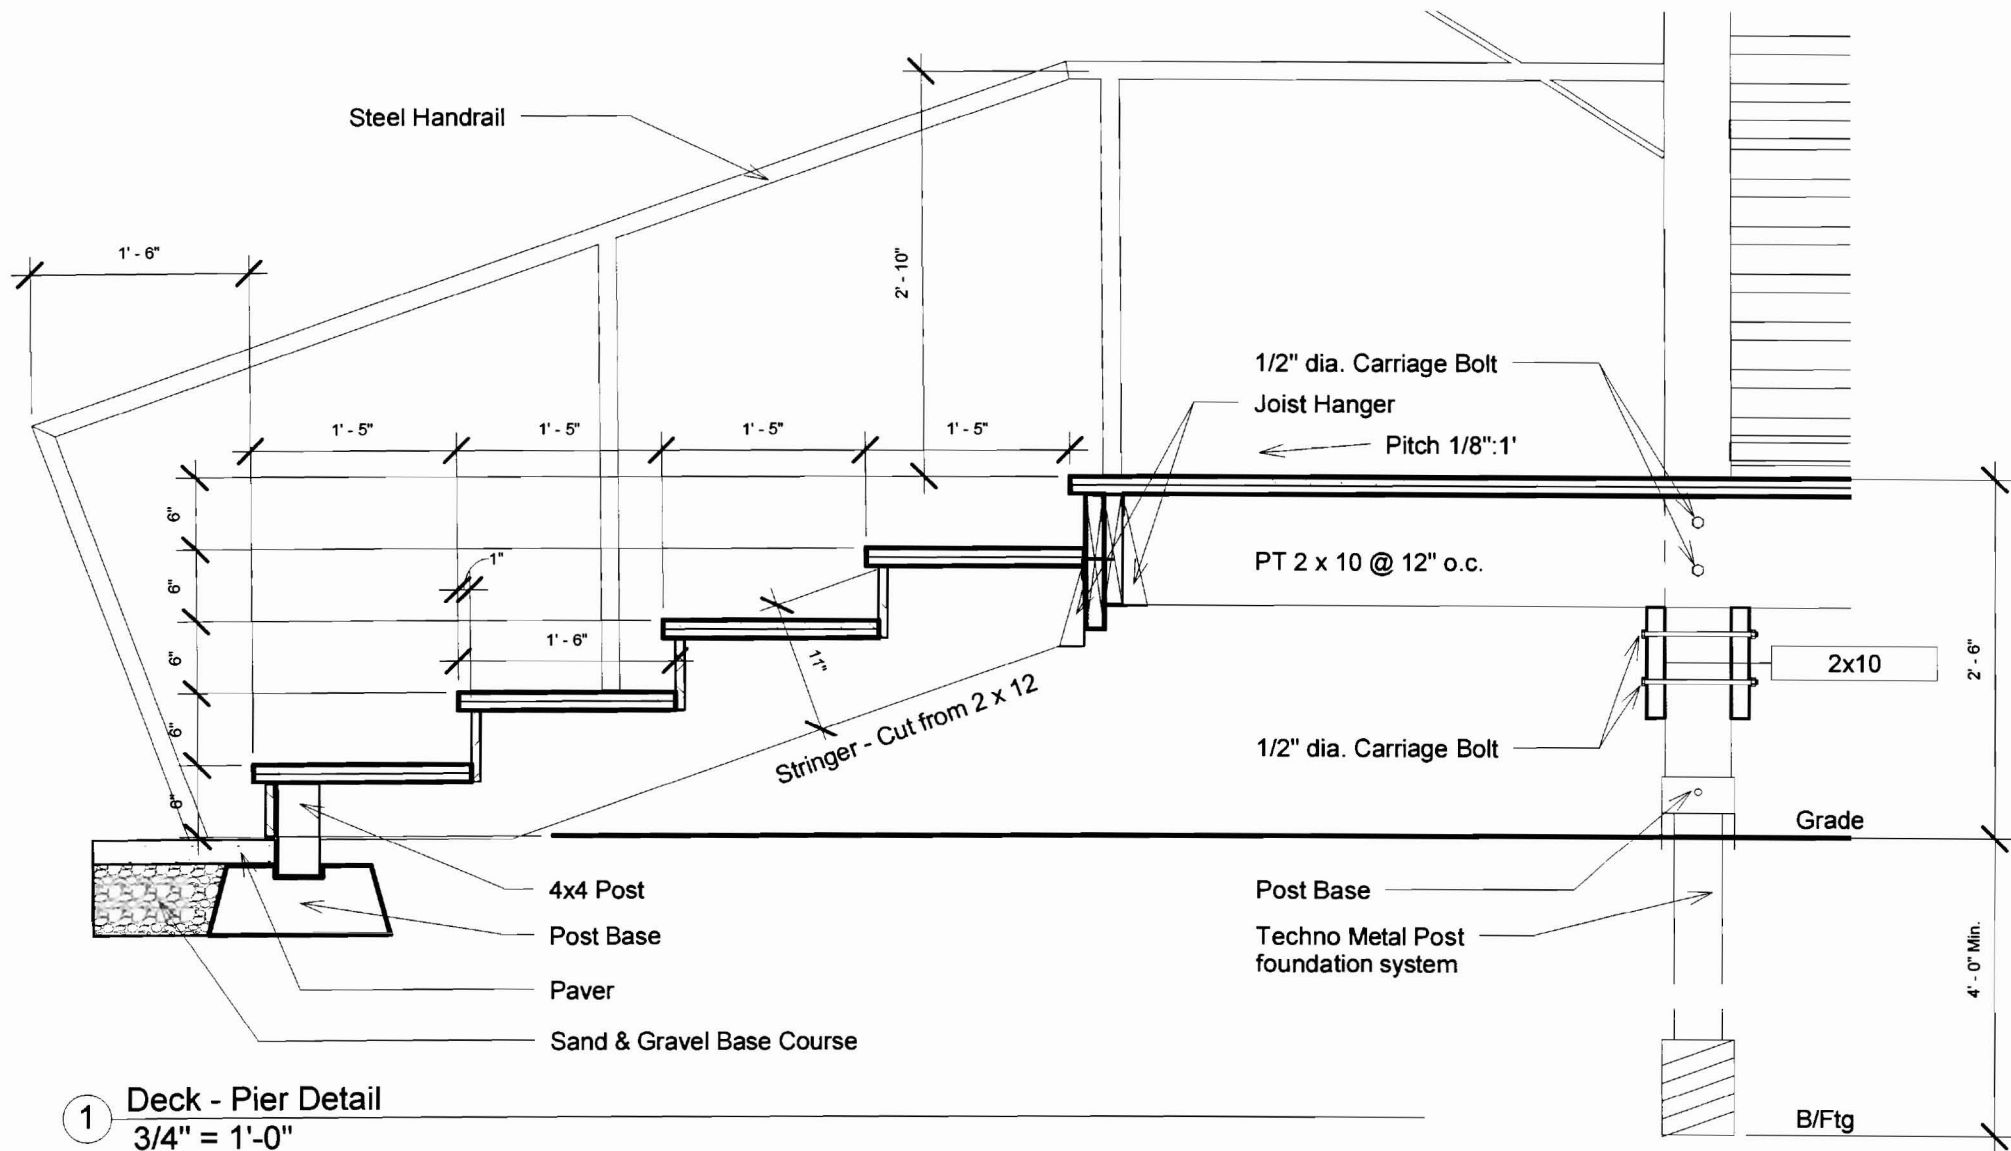 Steel Handrail
1' - 6"
2' - 10"
1/2" dia. Carriage Bolt
Joist Hanger
Pitch 1/8":1'
1' - 5"
1' - 5"
1' - 5"
1' - 5"
6"
6"
6"
6"
6"
1"
1' - 6"
11"
PT 2 x 10 @ 12" o.c.
2x10
2' - 6"
Stringer - Cut from 2 x 12
1/2" dia. Carriage Bolt
Grade
4x4 Post
Post Base
Paver
Sand & Gravel Base Course
Post Base
Techno Metal Post
foundation system
4' - 0" Min.
B/Ftg
1
Deck - Pier Detail
3/4" = 1'-0"